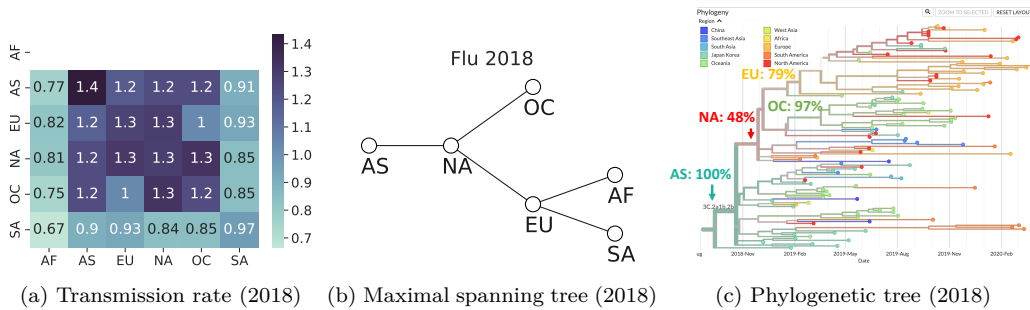 AF
AS
EU
NA
OC
SA
0.77 1.4 1.2 1.2 1.2 0.91
0.82 1.2 1.3 1.3 1 0.93
0.81 1.2 1.3 1.3 1.3 0.85
0.75 1.2 1 1.3 1.2 0.85
0.67 0.9 0.93 0.84 0.85 0.97
AF AS EU NA OC SA
1.4
1.3
1.2
1.1
1.0
0.9
0.8
0.7
(a) Transmission rate (2018)
Flu 2018
OC
AS NA
AF
EU
SA
(b) Maximal spanning tree (2018)
Phylogeny
ZOOM TO SELECTED RESET LAYOU
Region
China West Asia
Southeast Asia Africa
South Asia Europe
Japan Korea South America
Oceania North America
EU: 79%
OC: 97%
NA: 48%
AS: 100%
3C.2a1b.2b
ug 2018-Nov 2019-Feb 2019-May 2019-Aug 2019-Nov 2020-Feb
Date
(c) Phylogenetic tree (2018)